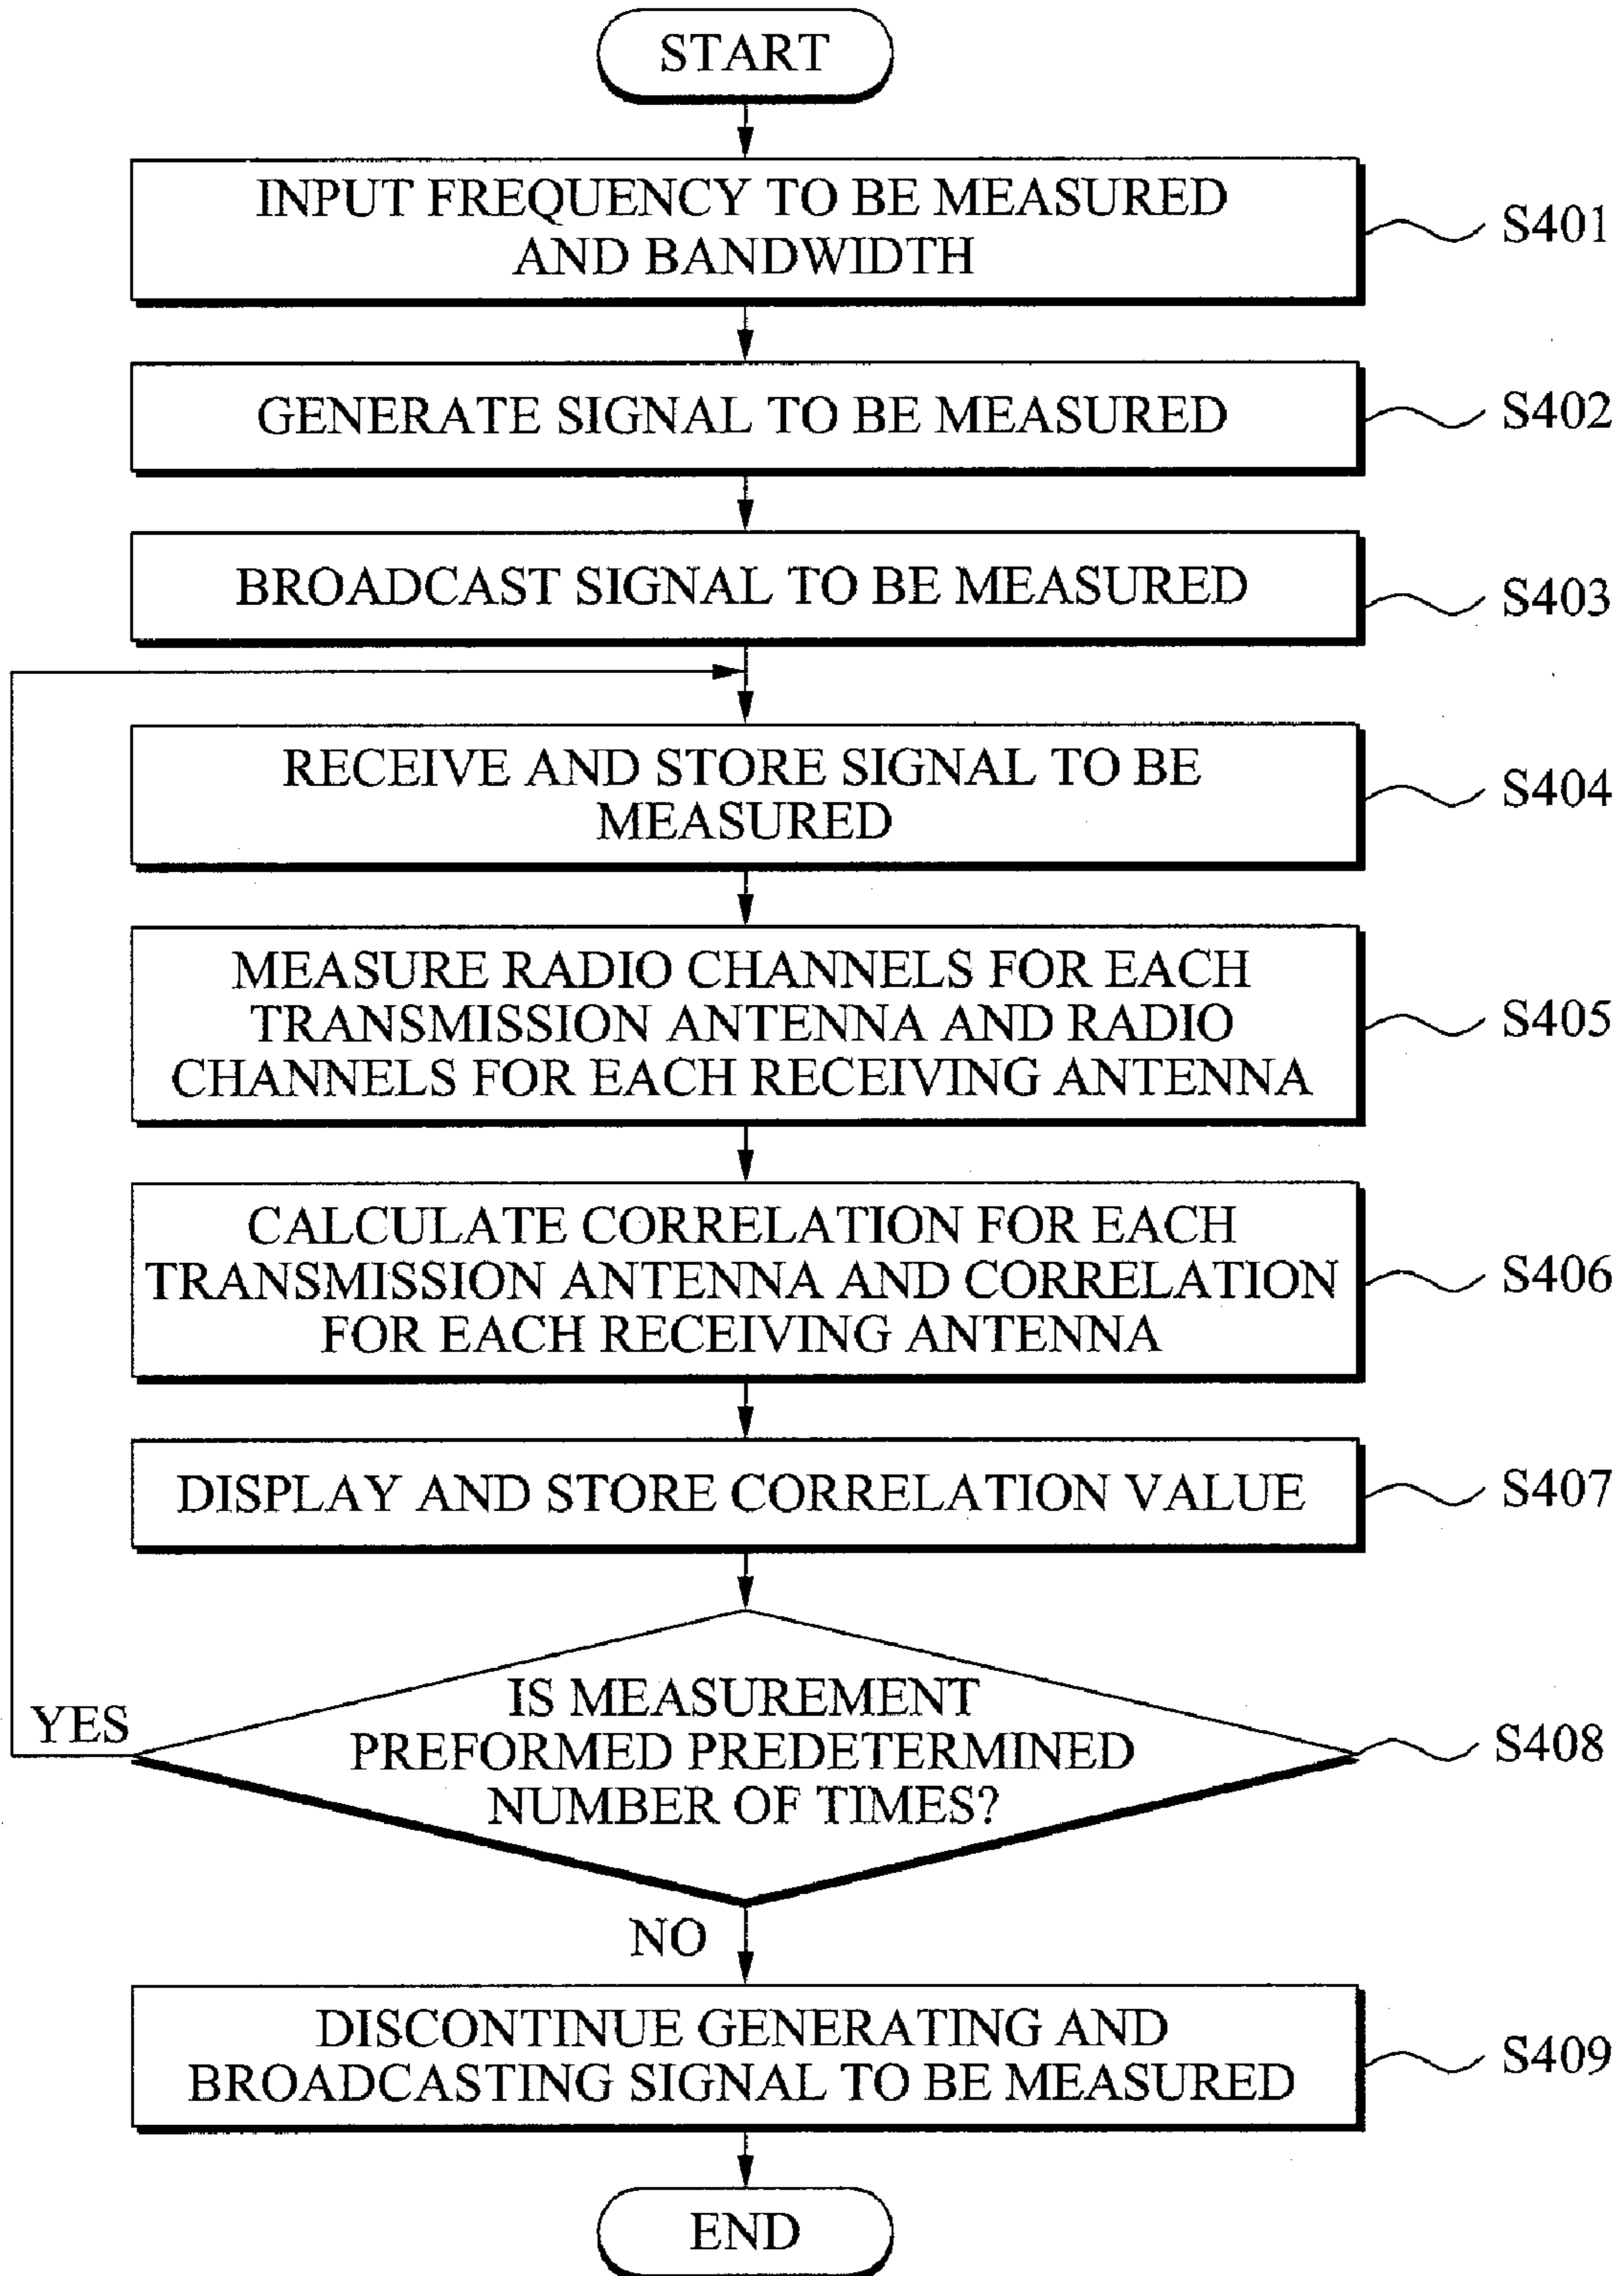 START
INPUT FREQUENCY TO BE MEASURED
AND BANDWIDTH
S401
GENERATE SIGNAL TO BE MEASURED
S402
BROADCAST SIGNAL TO BE MEASURED
S403
RECEIVE AND STORE SIGNAL TO BE
MEASURED
S404
MEASURE RADIO CHANNELS FOR EACH
TRANSMISSION ANTENNA AND RADIO
CHANNELS FOR EACH RECEIVING ANTENNA
S405
CALCULATE CORRELATION FOR EACH
TRANSMISSION ANTENNA AND CORRELATION
FOR EACH RECEIVING ANTENNA
S406
DISPLAY AND STORE CORRELATION VALUE
S407
YES
IS MEASUREMENT
PREFORMED PREDETERMINED
NUMBER OF TIMES?
S408
NO
DISCONTINUE GENERATING AND
BROADCASTING SIGNAL TO BE MEASURED
S409
END